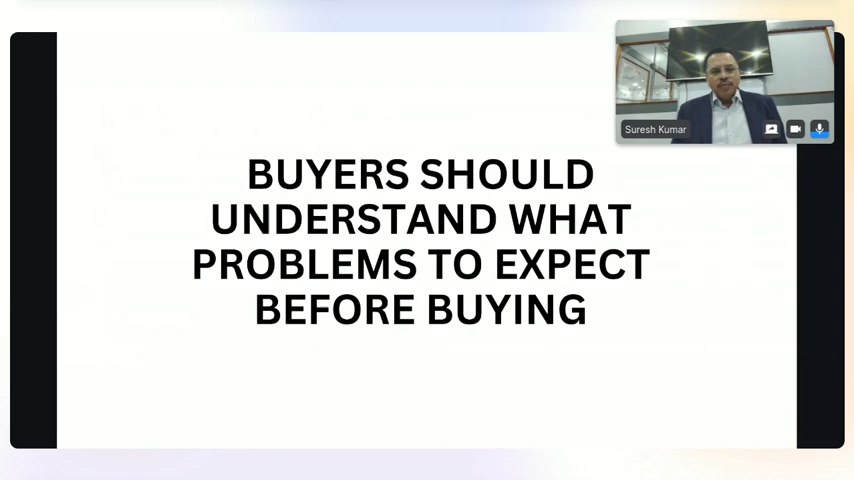 BUYERS SHOULD
UNDERSTAND WHAT
PROBLEMS TO EXPECT
BEFORE BUYING
Suresh Kumar